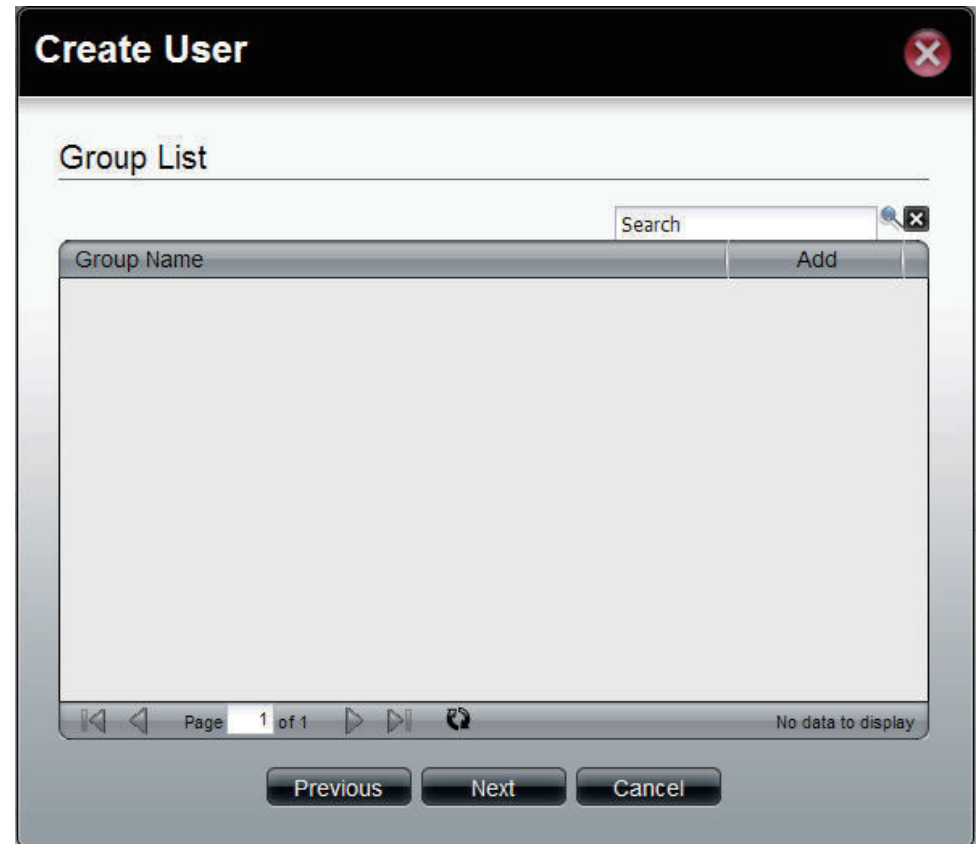 Create User
Group List
Search
Group Name Add
Page 1 of 1 No data to display
Previous Next Cancel